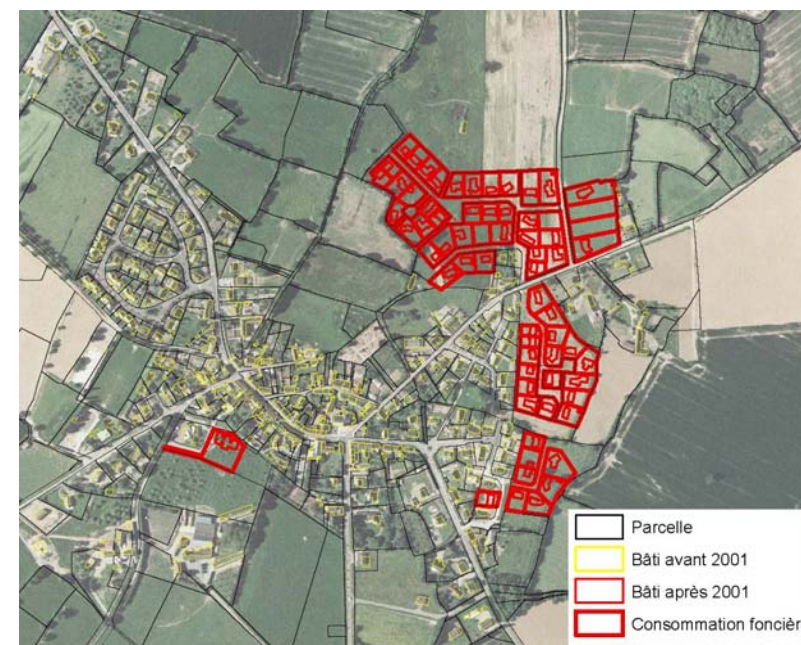 Parcelle
Bâti avant 2001
Bâti après 2001
Consommation foncièr